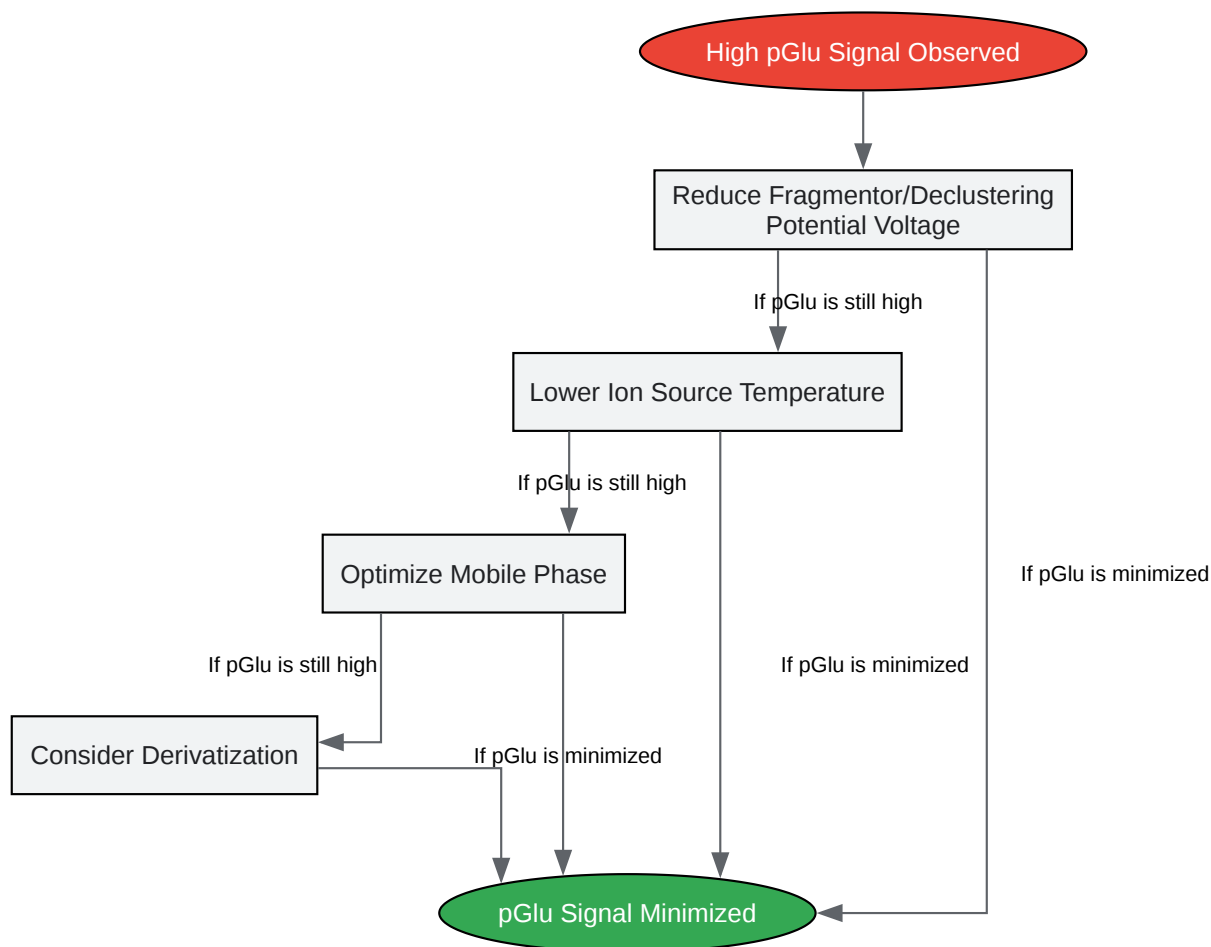 High pGlu Signal Observed
Reduce Fragmentor/Declustering
Potential Voltage
If pGlu is still high
Lower Ion Source Temperature
If pGlu is still high
Optimize Mobile Phase
If pGlu is minimized
If pGlu is still high
If pGlu is minimized
Consider Derivatization
If pGlu is minimized
pGlu Signal Minimized